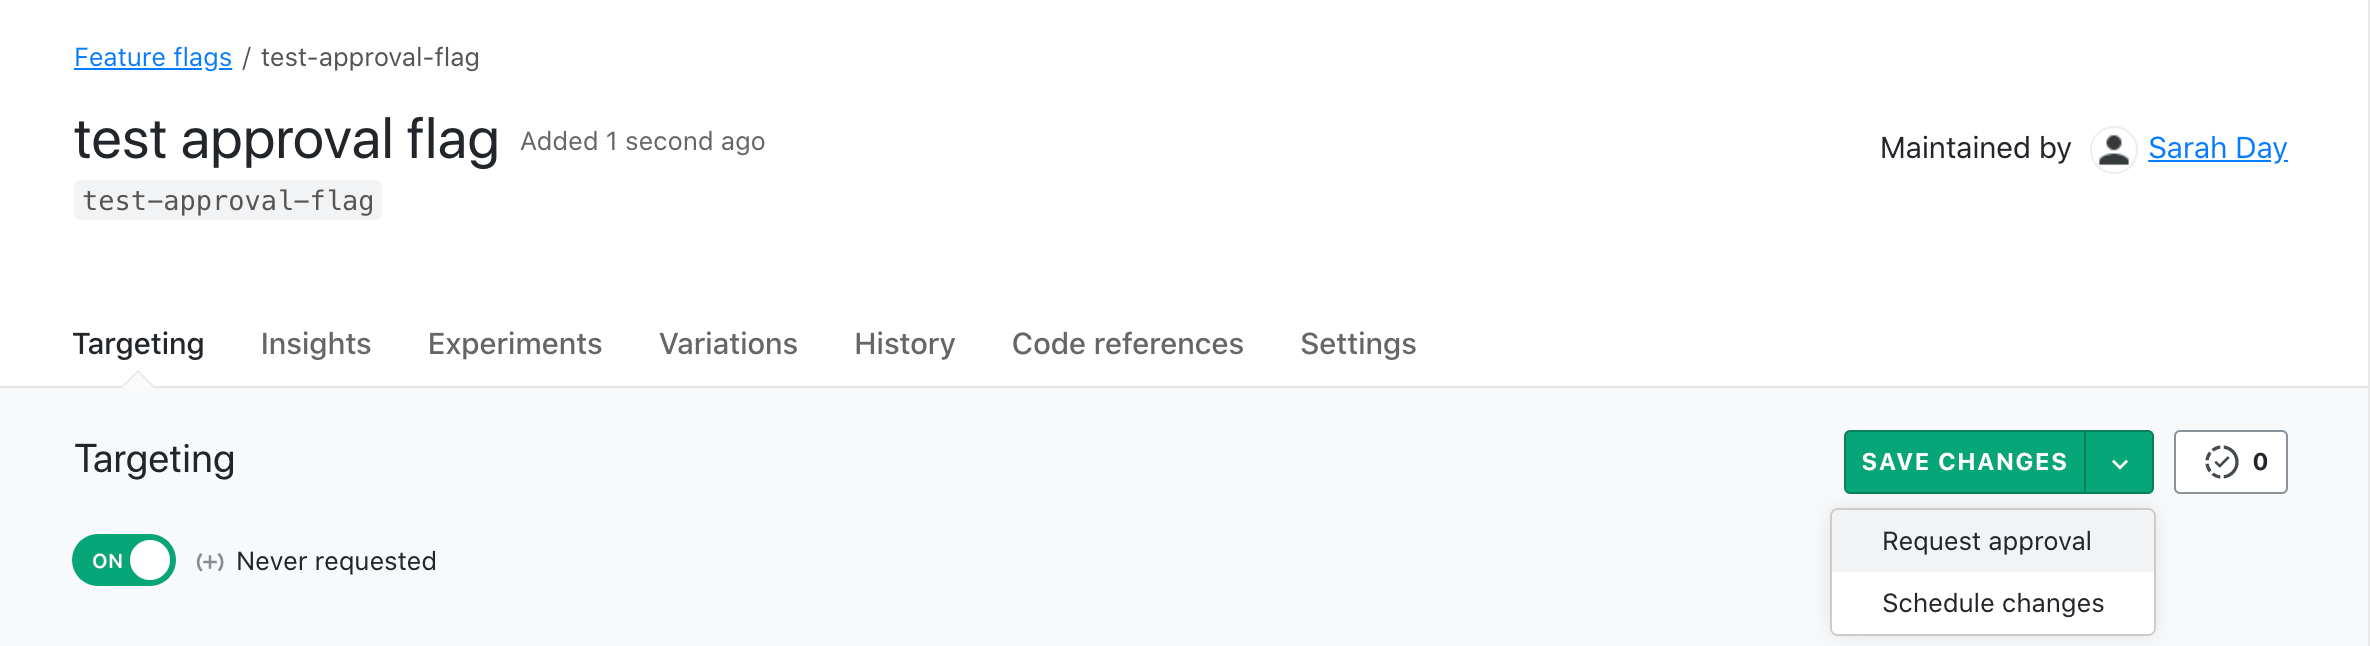 Feature flags / test-approval-flag
test approval flag Added 1 second ago
Maintained by Sarah Day
test-approval-flag
Targeting Insights Experiments Variations History Code references Settings
Targeting
SAVE CHANGES 0
ON (+) Never requested
Request approval
Schedule changes